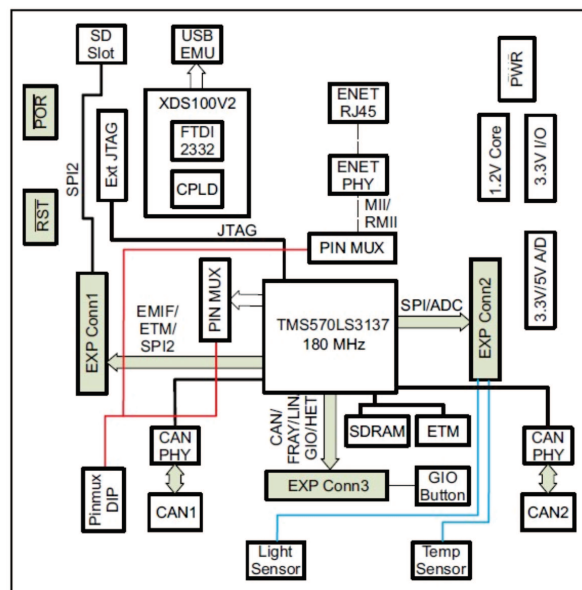 SD
Slot
USB
EMU
PWR
POR
XDS100V2
ENET
RJ45
FTDI
2332
1.2V Core
3.3V I/O
Ext JTAG
SPI2
CPLD
ENET
PHY
RST
MII/
RMII
JTAG
PIN MUX
3.3V/5V A/D
EXP Conn1
EMIF/
ETM/
SPI2
PIN MUX
TMS570LS3137
180 MHz
SPI/ADC
EXP Conn2
CAN/
FRAY/LIN/
GIO/HET
SDRAM
ETM
CAN
PHY
CAN
PHY
Pinmux
DIP
CAN1
EXP Conn3
GIO
Button
CAN2
Light
Sensor
Temp
Sensor